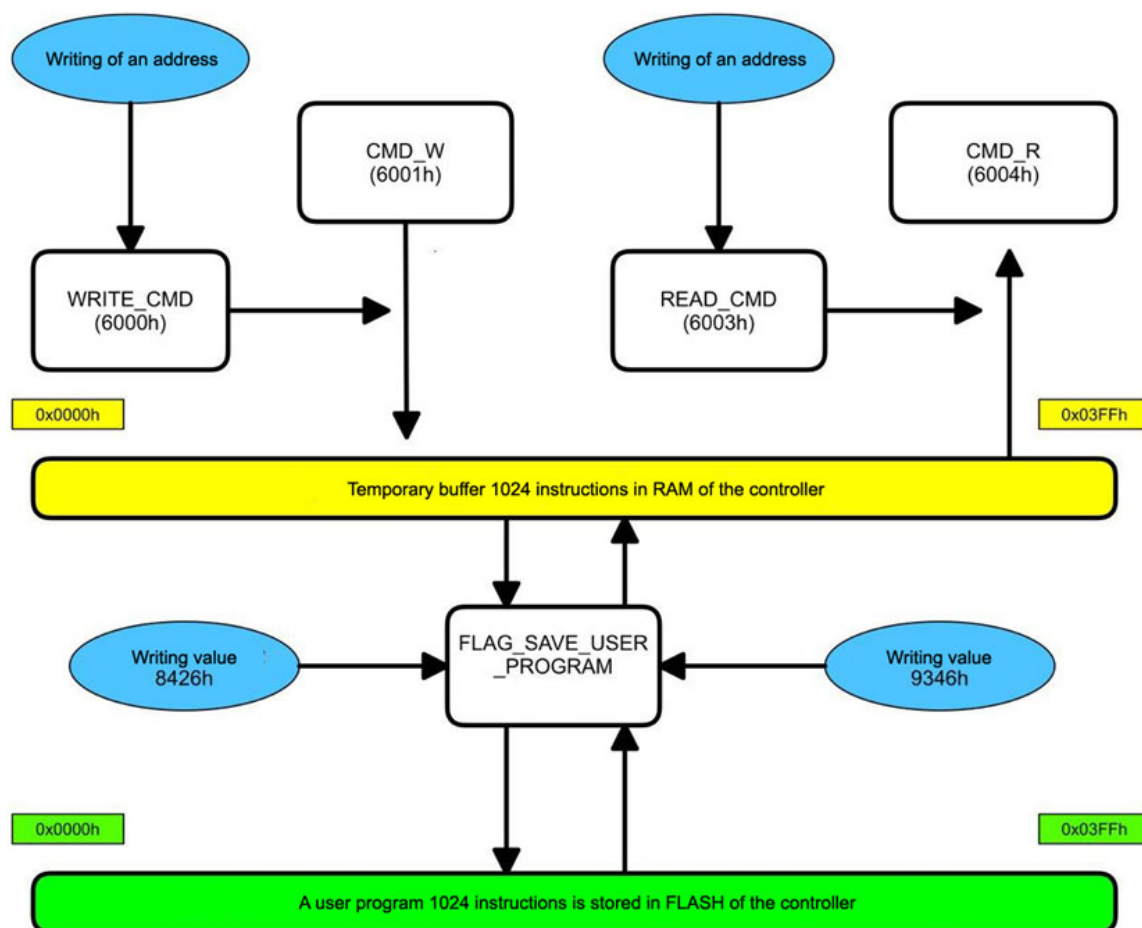 Writing of an address
Writing of an address
CMD_W
(6001h)
CMD_R
(6004h)
WRITE_CMD
(6000h)
READ_CMD
(6003h)
0x0000h
0x03FFh
Temporary buffer 1024 instructions in RAM of the controller
FLAG_SAVE_USER
_PROGRAM
Writing value
8426h
Writing value
9346h
0x0000h
0x03FFh
A user program 1024 instructions is stored in FLASH of the controller